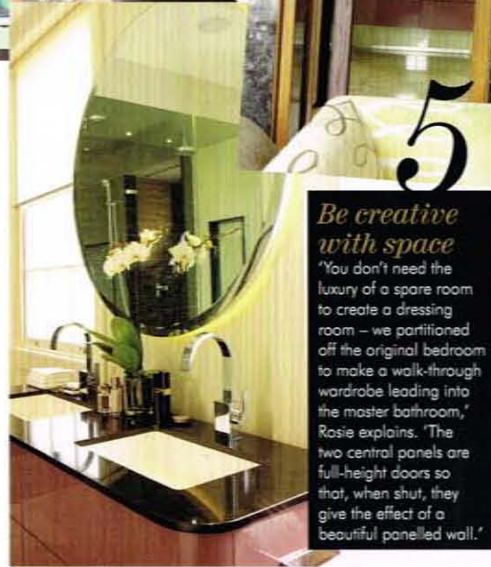 5
Be creative
with space
'You don't need the
luxury of a spare room
to create a dressing
room – we partitioned
off the original bedroom
to make a walk-through
wardrobe leading into
the master bathroom,'
Rosie explains. 'The
two central panels are
full-height doors so
that, when shut, they
give the effect of a
beautiful panelled wall.'